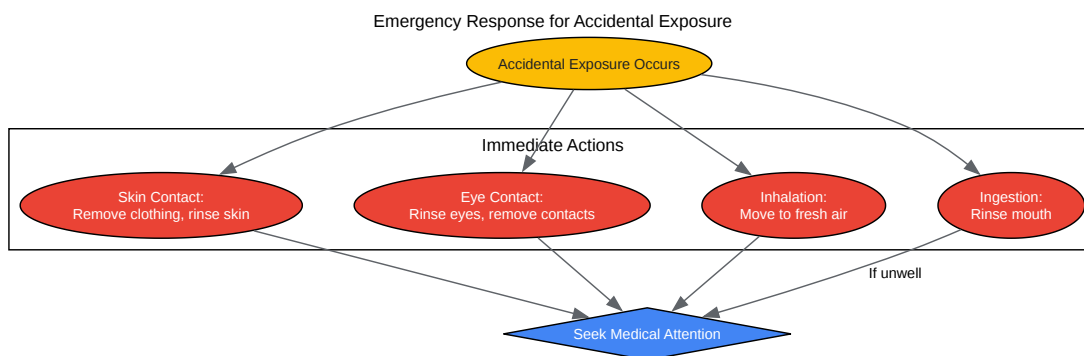 Emergency Response for Accidental Exposure
Accidental Exposure Occurs
Immediate Actions
Skin Contact:
Remove clothing, rinse skin
Eye Contact:
Rinse eyes, remove contacts
Inhalation:
Move to fresh air
Ingestion:
Rinse mouth
If unwell
Seek Medical Attention